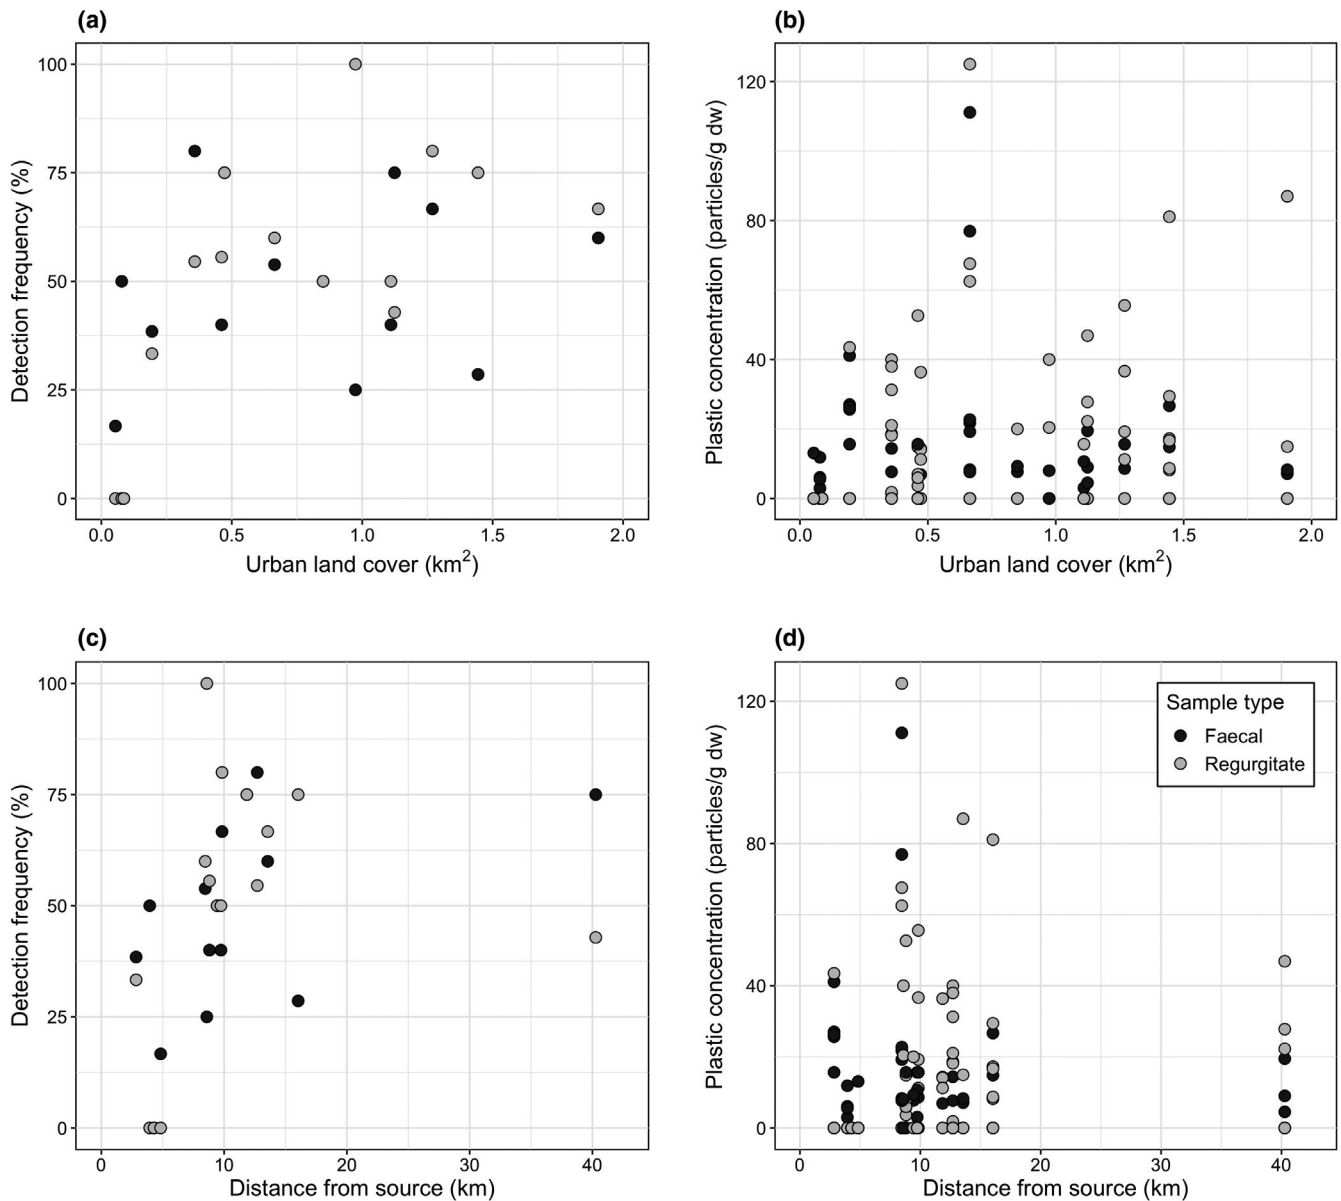 (a)
Detection frequency (%)
100
75
50
25
0
0.0 0.5 1.0 1.5 2.0
Urban land cover (km²)
(b)
Plastic concentration (particles/g dw)
120
80
40
0
0.0 0.5 1.0 1.5 2.0
Urban land cover (km²)
(c)
Detection frequency (%)
100
75
50
25
0
0 10 20 30 40
Distance from source (km)
(d)
Plastic concentration (particles/g dw)
120
80
40
0
Sample type
Faecal
Regurgitate
0 10 20 30 40
Distance from source (km)